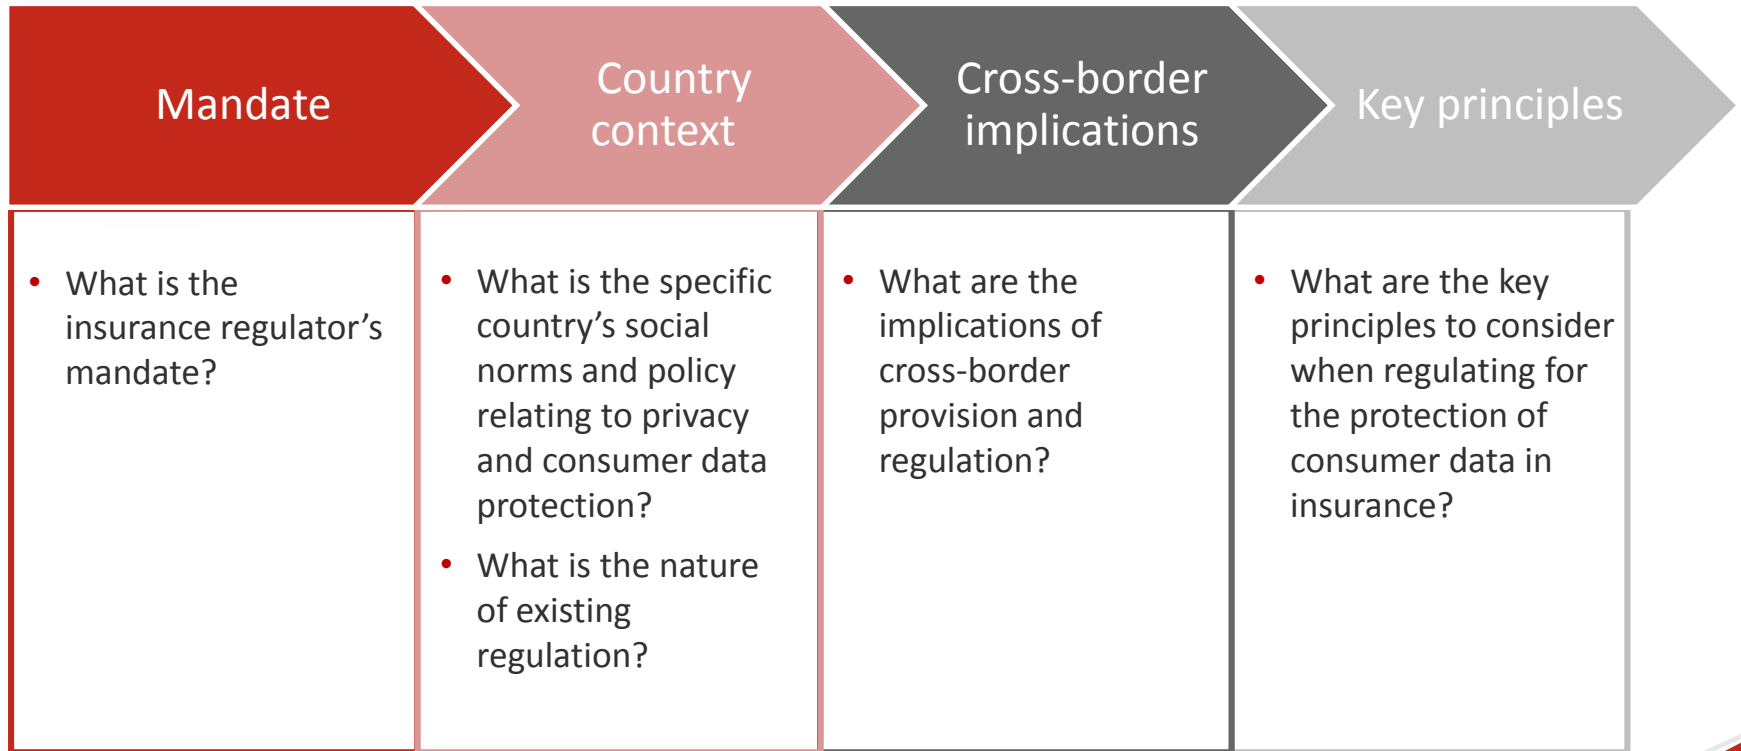 Mandate
Country
context
Cross-border
implications
Key principles
• What is the
insurance regulator’s
mandate?
• What is the specific
country’s social
norms and policy
relating to privacy
and consumer data
protection?
• What is the nature
of existing
regulation?
• What are the
implications of
cross-border
provision and
regulation?
• What are the key
principles to consider
when regulating for
the protection of
consumer data in
insurance?